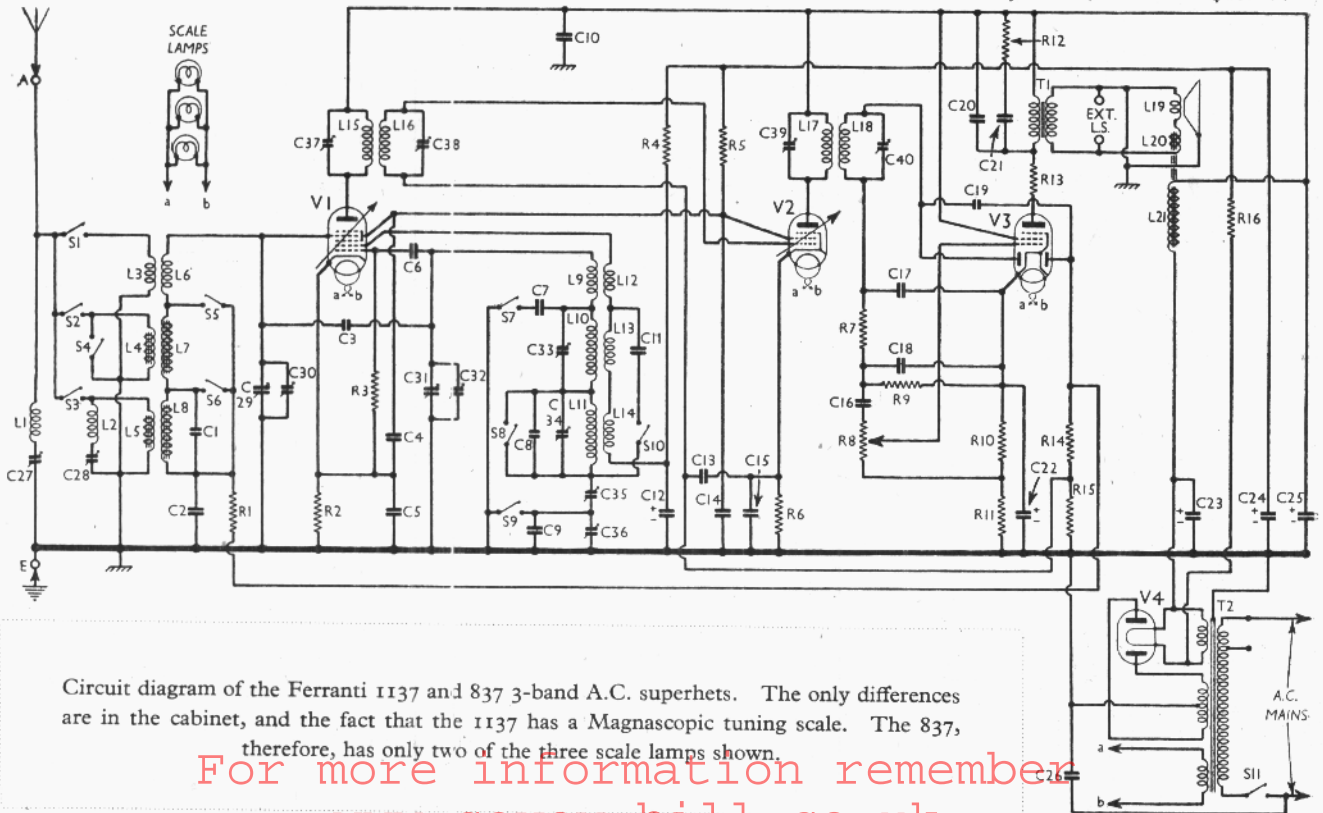 SCALE
LAMPS
A
a b
C10
R12
T1
C20
C21
EXT.
L.S.
L19
L20
L21
R13
R16
C37
L15
L16
C38
R4
R5
C39
L17
L18
C40
C19
V1
V2
V3
a b
a b
a b
S1
L3
L6
S2
S4
L4
L7
S5
S3
L1
L2
L5
L8
S6
C1
C27
C28
C2
R1
C
29
C30
C3
R3
R2
C6
C31
C32
C4
C5
S7
C7
L9
L12
L10
L13
C11
C33
L11
L14
C
34
S8
C8
S10
C35
S9
C9
C36
C12
+
-
C13
C14
C15
R6
C17
R7
C18
C16
R9
R8
R10
R14
R11
C22
+
-
R15
C23
+
-
C24
+
-
C25
-
E
V4
T2
A.C.
MAINS
a
b
S11
C26
Circuit diagram of the Ferranti 1137 and 837 3-band A.C. superhets. The only differences
are in the cabinet, and the fact that the 1137 has a Magnascopic tuning scale. The 837,
therefore, has only two of the three scale lamps shown.
For more information remember